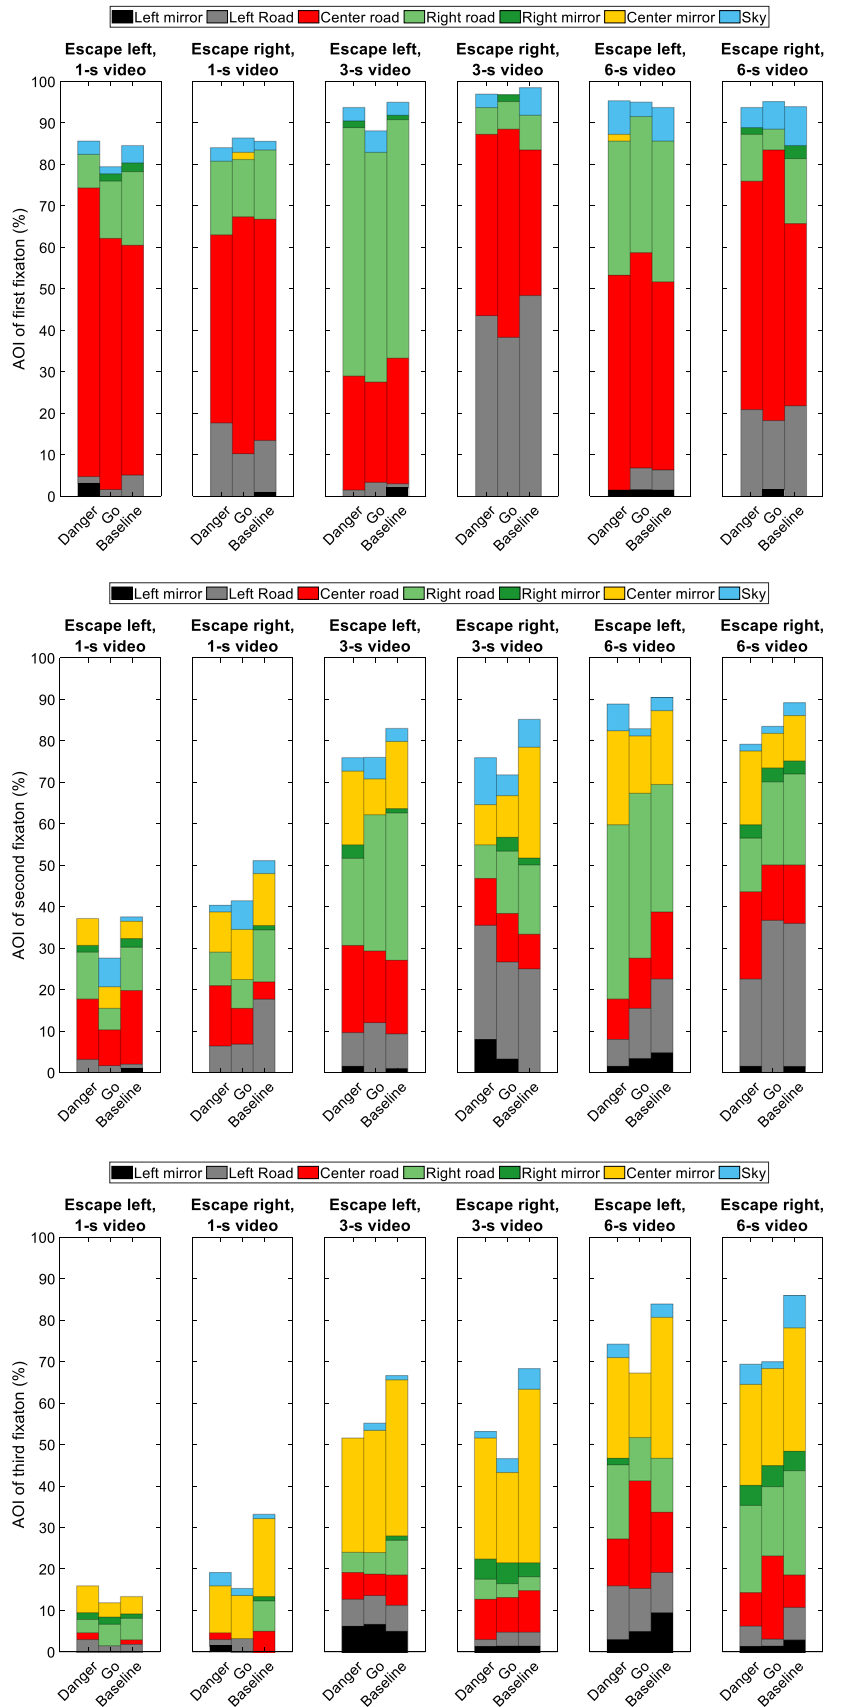 Left mirror Left Road Center road Right road Right mirror Center mirror Sky
Escape left, Escape right, Escape left, Escape right, Escape left, Escape right,
1-s video 1-s video 3-s video 3-s video 6-s video 6-s video
AOI of first fixaton (%)
100
90
80
70
60
50
40
30
20
10
0
Danger Go Baseline Danger Go Baseline Danger Go Baseline Danger Go Baseline Danger Go Baseline Danger Go Baseline
Left mirror Left Road Center road Right road Right mirror Center mirror Sky
Escape left, Escape right, Escape left, Escape right, Escape left, Escape right,
1-s video 1-s video 3-s video 3-s video 6-s video 6-s video
AOI of second fixaton (%)
100
90
80
70
60
50
40
30
20
10
0
Danger Go Baseline Danger Go Baseline Danger Go Baseline Danger Go Baseline Danger Go Baseline Danger Go Baseline
Left mirror Left Road Center road Right road Right mirror Center mirror Sky
Escape left, Escape right, Escape left, Escape right, Escape left, Escape right,
1-s video 1-s video 3-s video 3-s video 6-s video 6-s video
AOI of third fixaton (%)
100
90
80
70
60
50
40
30
20
10
0
Danger Go Baseline Danger Go Baseline Danger Go Baseline Danger Go Baseline Danger Go Baseline Danger Go Baseline